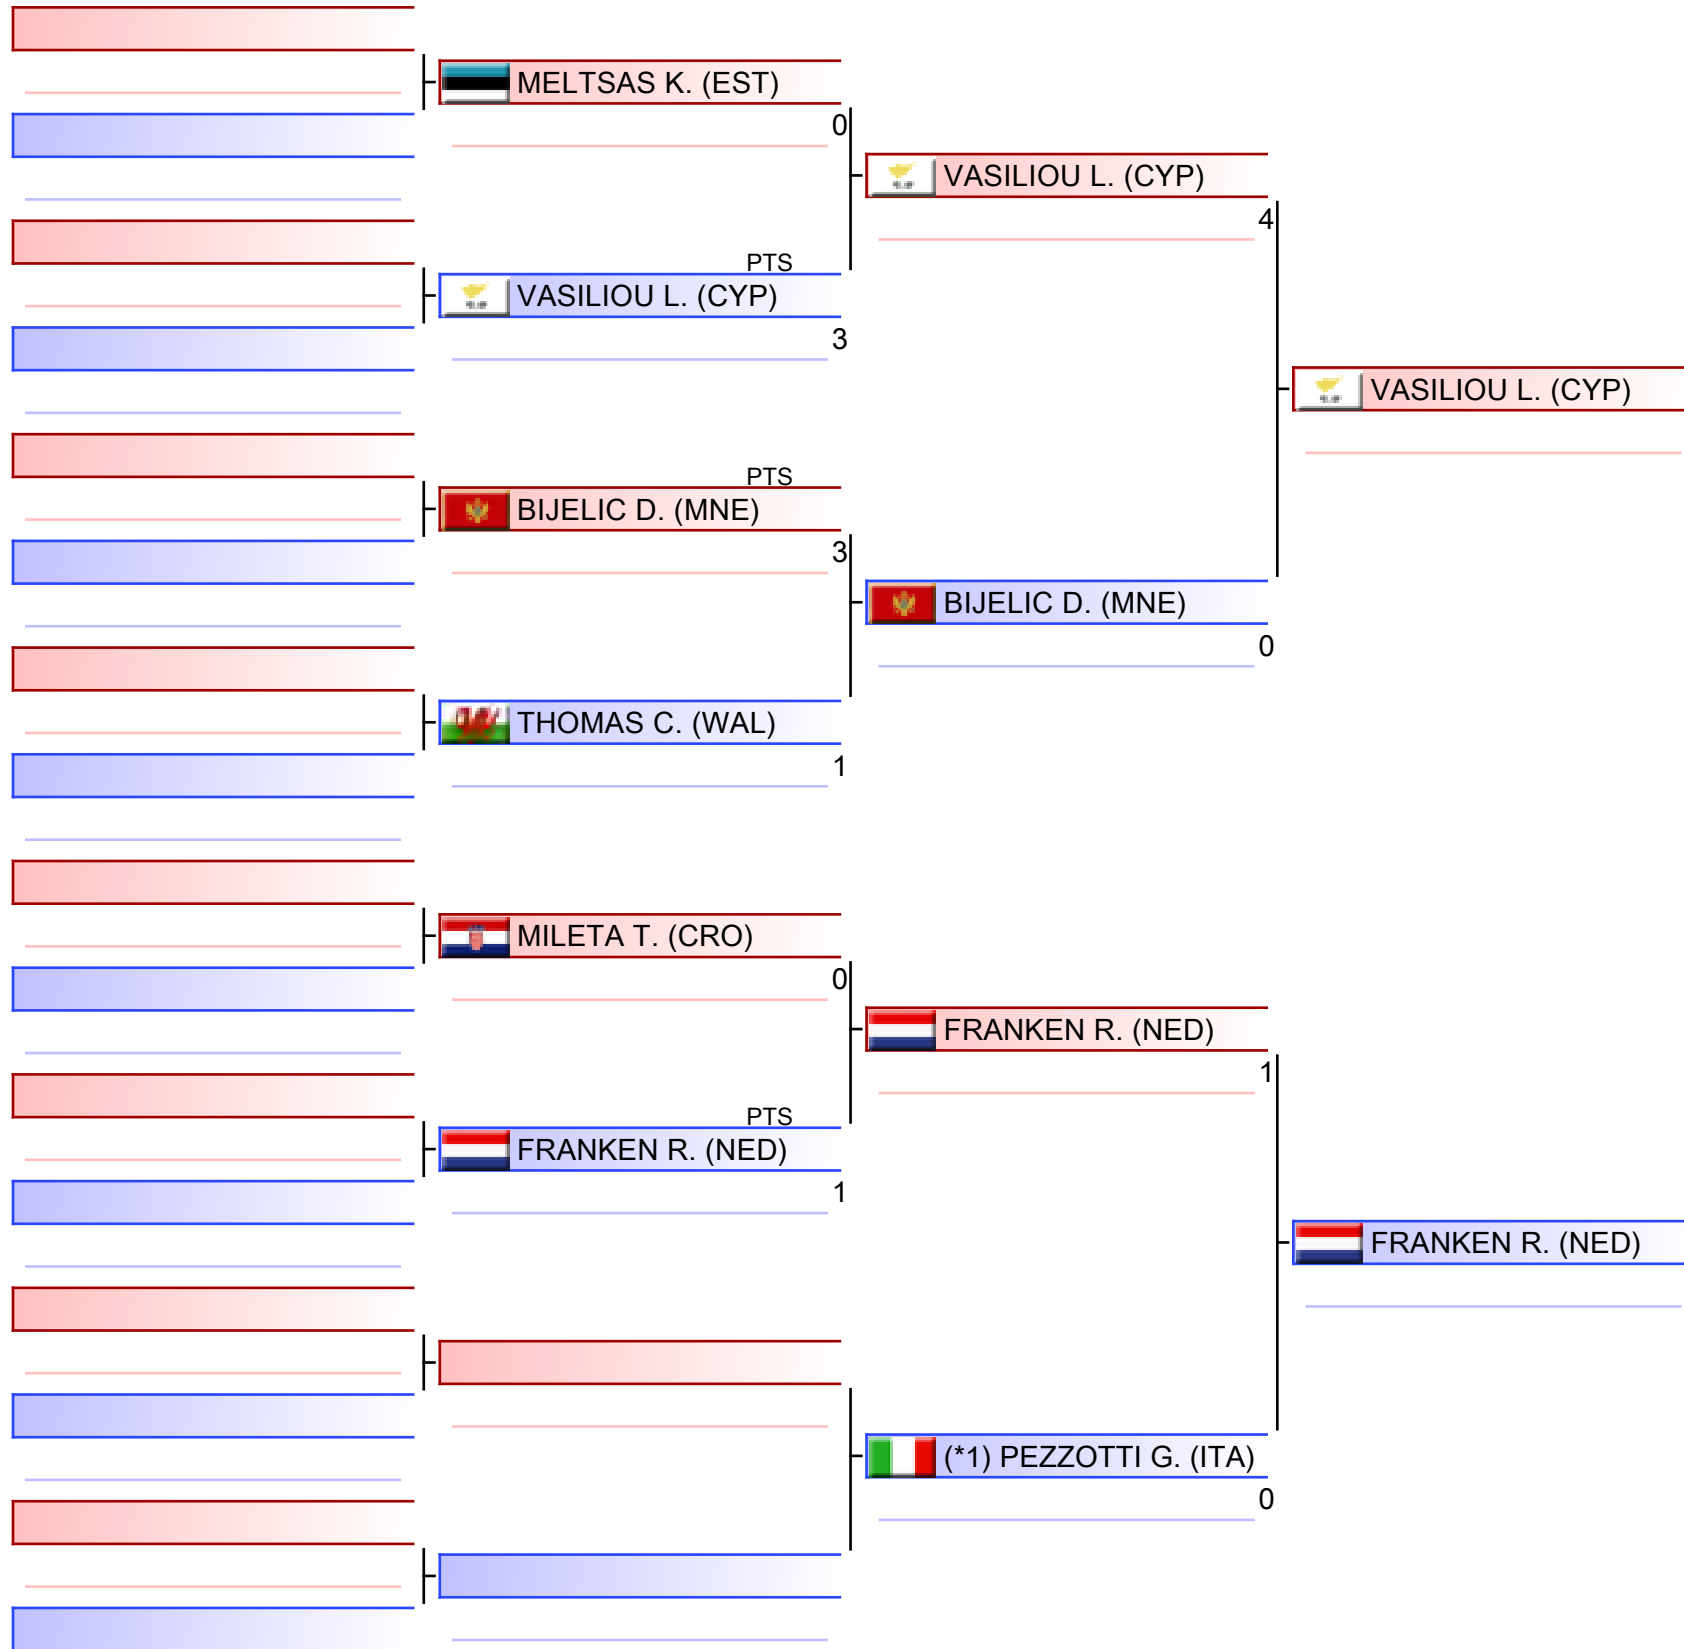 MELTSAS K. (EST)
0
VASILIOU L. (CYP)
4
PTS
VASILIOU L. (CYP)
3
VASILIOU L. (CYP)
PTS
BIJELIC D. (MNE)
3
BIJELIC D. (MNE)
0
THOMAS C. (WAL)
1
MILETA T. (CRO)
0
FRANKEN R. (NED)
1
PTS
FRANKEN R. (NED)
1
FRANKEN R. (NED)
(*1) PEZZOTTI G. (ITA)
0